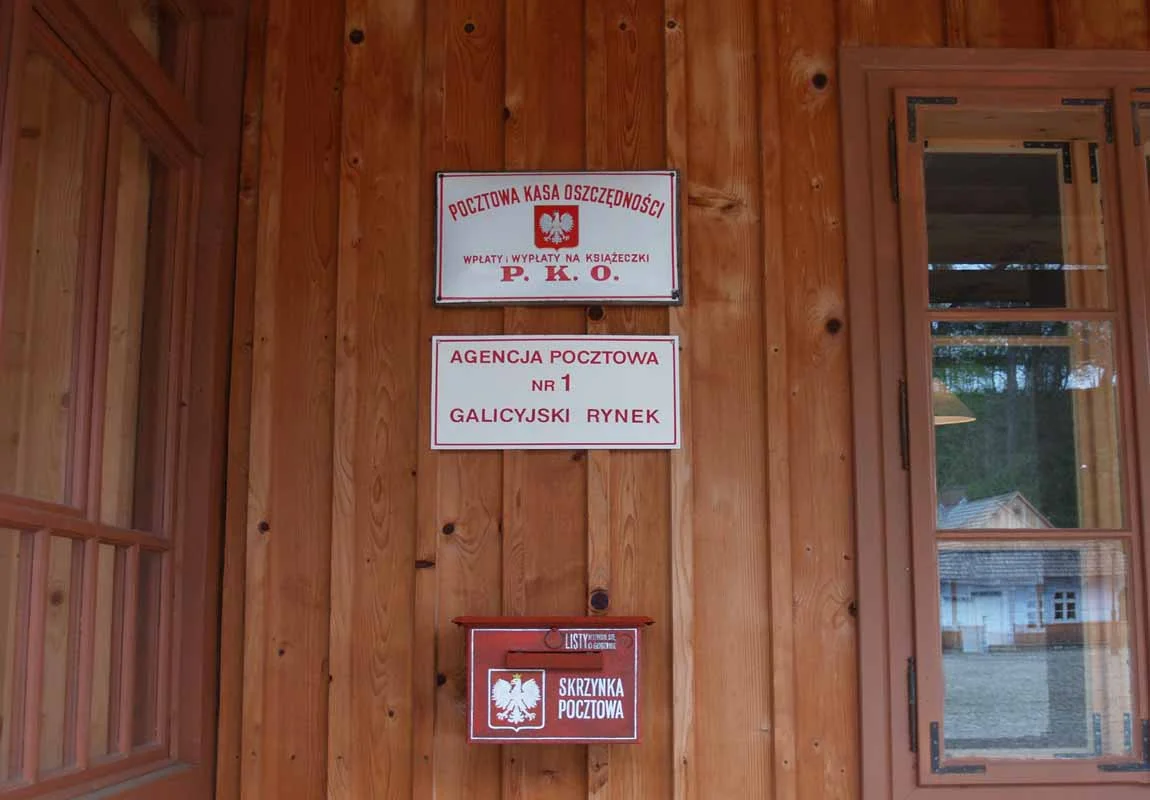 POCZTOWA KASA OSZCZĘDNOŚCI
WPŁATY i WYPŁATY NA KSIĄŻECZKI
P. K. O.
AGENCJA POCZTOWA
NR 1
GALICYJSKI RYNEK
LISTY
SKRZYNKA
POCZTOWA